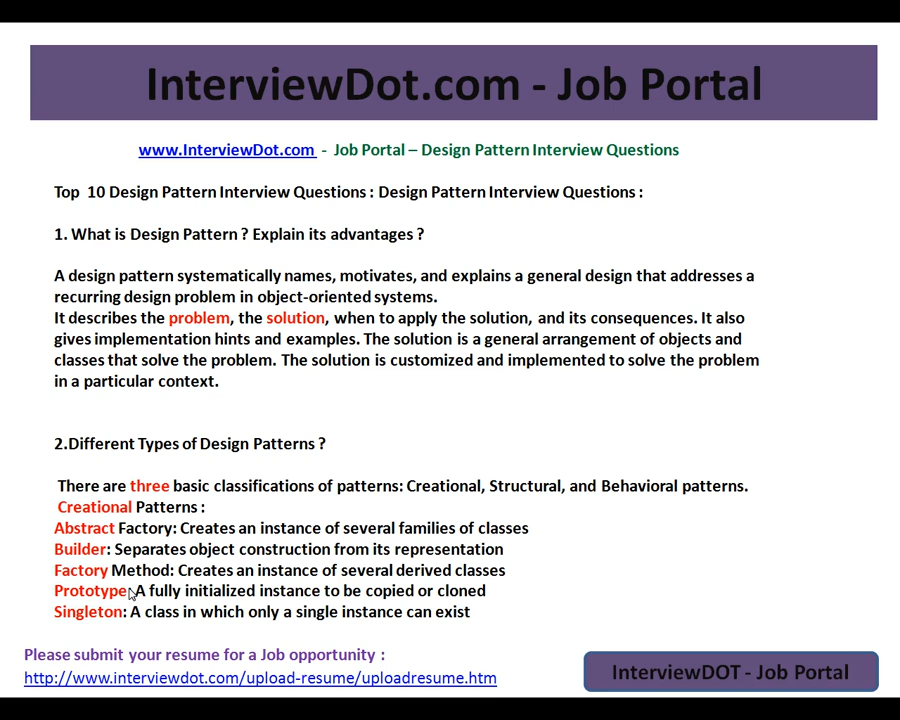 InterviewDot.com - Job Portal
www.InterviewDot.com - Job Portal – Design Pattern Interview Questions
Top 10 Design Pattern Interview Questions : Design Pattern Interview Questions :
1. What is Design Pattern ? Explain its advantages ?
A design pattern systematically names, motivates, and explains a general design that addresses a
recurring design problem in object-oriented systems.
It describes the problem, the solution, when to apply the solution, and its consequences. It also
gives implementation hints and examples. The solution is a general arrangement of objects and
classes that solve the problem. The solution is customized and implemented to solve the problem
in a particular context.
2.Different Types of Design Patterns ?
There are three basic classifications of patterns: Creational, Structural, and Behavioral patterns.
Creational Patterns :
Abstract Factory: Creates an instance of several families of classes
Builder: Separates object construction from its representation
Factory Method: Creates an instance of several derived classes
Prototype: A fully initialized instance to be copied or cloned
Singleton: A class in which only a single instance can exist
Please submit your resume for a Job opportunity :
http://www.interviewdot.com/upload-resume/uploadresume.htm
InterviewDOT - Job Portal